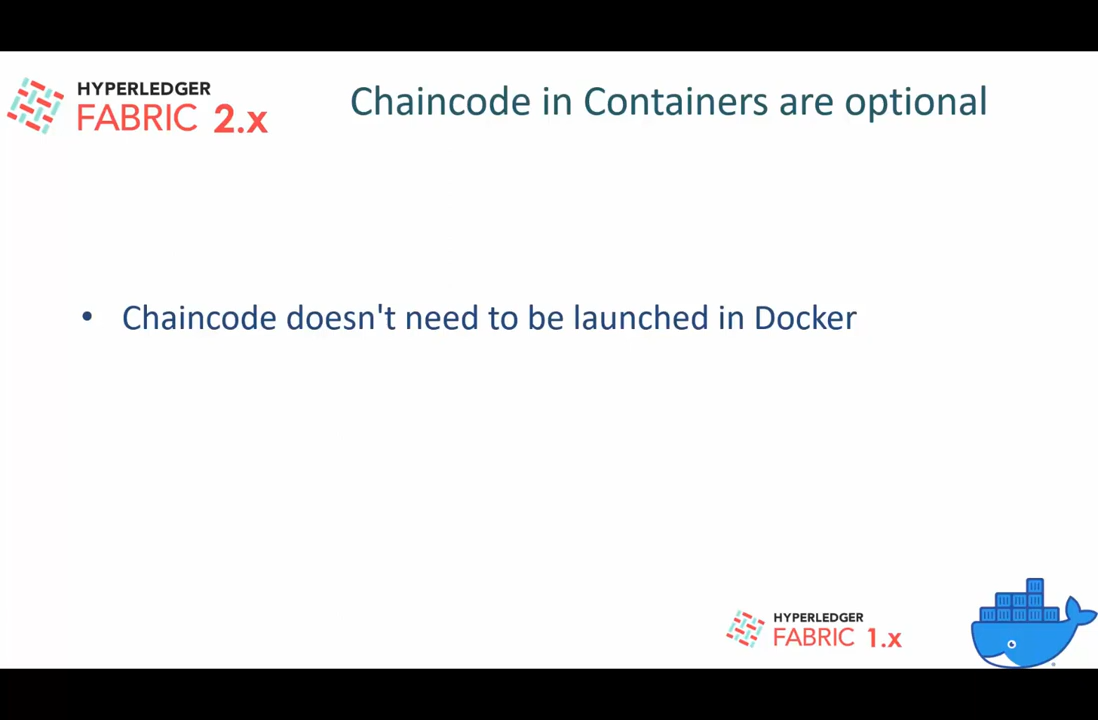 HYPERLEDGER
FABRIC 2.x
Chaincode in Containers are optional
• Chaincode doesn't need to be launched in Docker
HYPERLEDGER
FABRIC 1.x